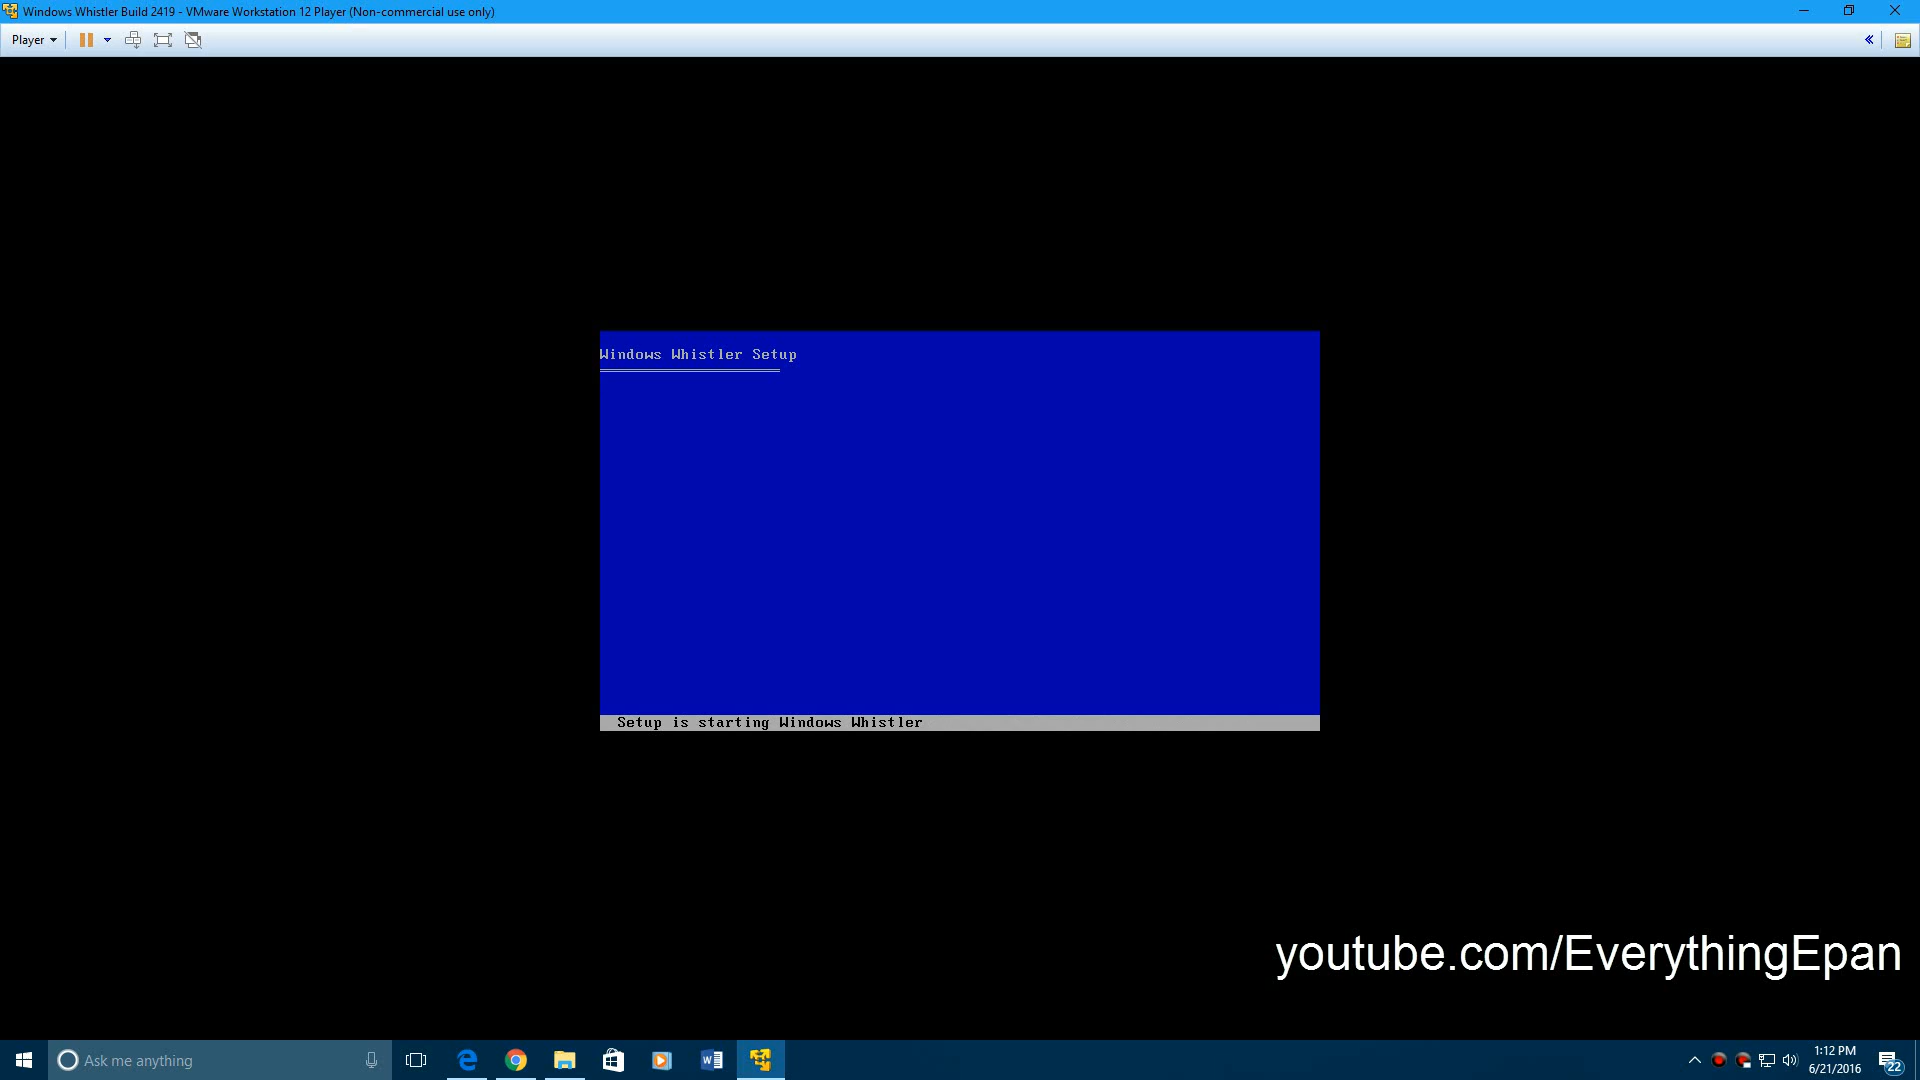 Windows Whistler Build 2419 - VMware Workstation 12 Player (Non-commercial use only)
Player
Windows Whistler Setup
Setup is starting Windows Whistler
youtube.com/EverythingEpan
Ask me anything
1:12 PM
6/21/2016
22